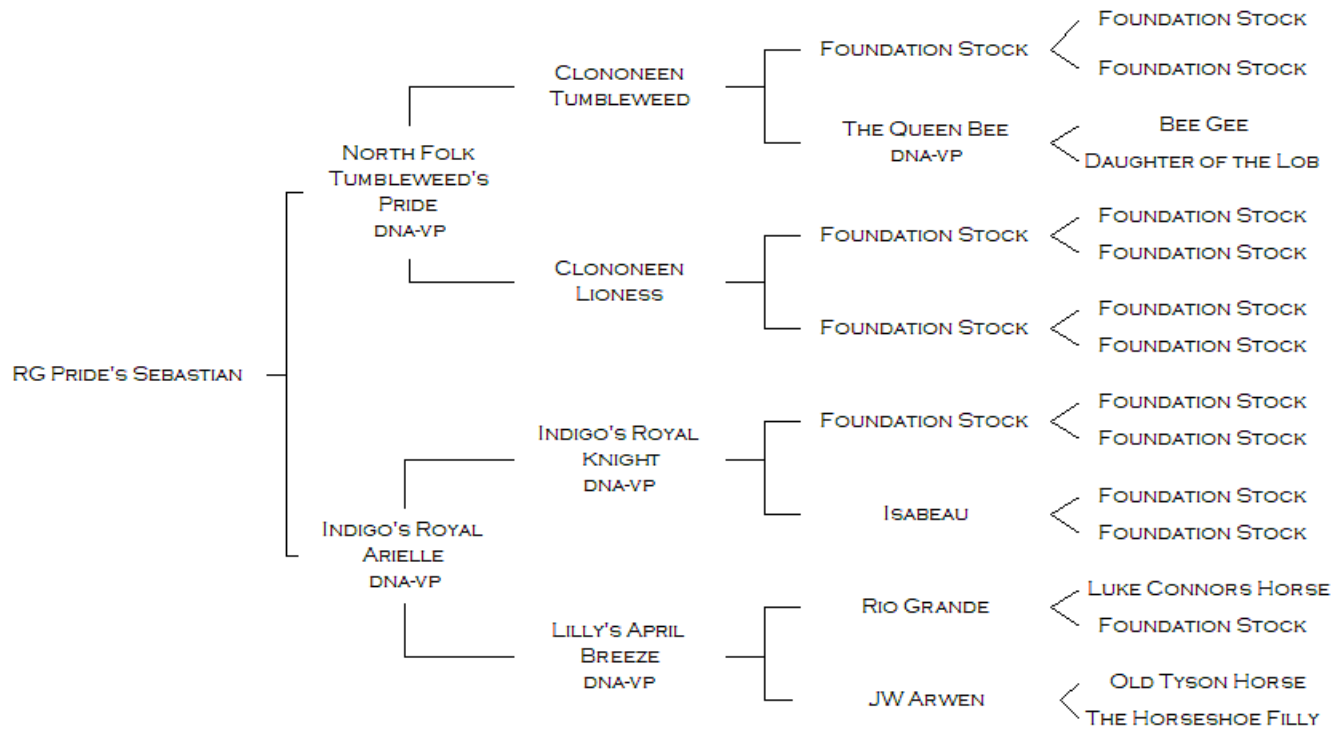 RG Pride's Sebastian
North Folk
Tumbleweed's
Pride
DNA-VP
Indigo's Royal
Arielle
DNA-VP
Clononeen
Tumbleweed
Clononeen
Lioness
Indigo's Royal
Knight
DNA-VP
Lilly's April
Breeze
DNA-VP
Foundation Stock
The Queen Bee
DNA-VP
Foundation Stock
Foundation Stock
Foundation Stock
Isabeau
Rio Grande
JW Arwen
Foundation Stock
Foundation Stock
Bee Gee
Daughter of the Lob
Foundation Stock
Foundation Stock
Foundation Stock
Foundation Stock
Foundation Stock
Foundation Stock
Foundation Stock
Foundation Stock
Luke Connors Horse
Foundation Stock
Old Tyson Horse
The Horseshoe Filly